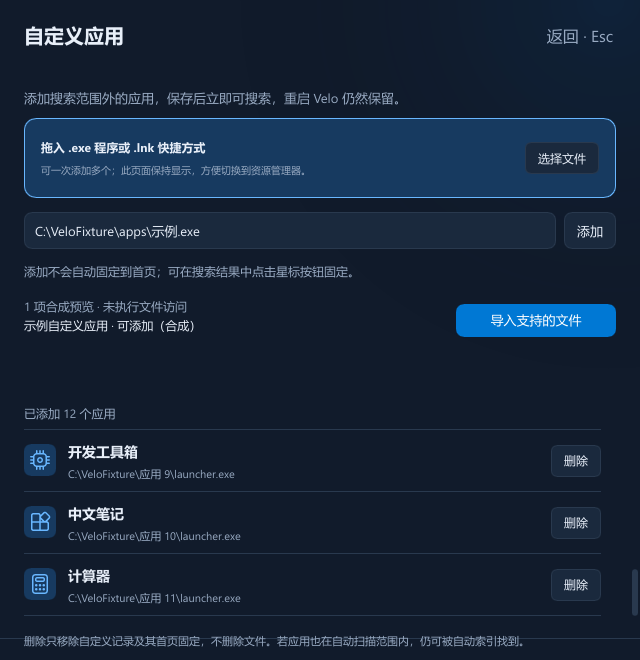 自定义应用
返回 · Esc
添加搜索范围外的应用，保存后立即可搜索，重启 Velo 仍然保留。
拖入 .exe 程序或 .lnk 快捷方式
可一次添加多个；此页面保持显示，方便切换到资源管理器。
选择文件
C:\VeloFixture\apps\示例.exe
添加
添加不会自动固定到首页；可在搜索结果中点击星标按钮固定。
1 项合成预览 · 未执行文件访问
示例自定义应用 · 可添加（合成）
导入支持的文件
已添加 12 个应用
开发工具箱
C:\VeloFixture\应用 9\launcher.exe
删除
中文笔记
C:\VeloFixture\应用 10\launcher.exe
删除
计算器
C:\VeloFixture\应用 11\launcher.exe
删除
删除只移除自定义记录及其首页固定，不删除文件。若应用也在自动扫描范围内，仍可被自动索引找到。